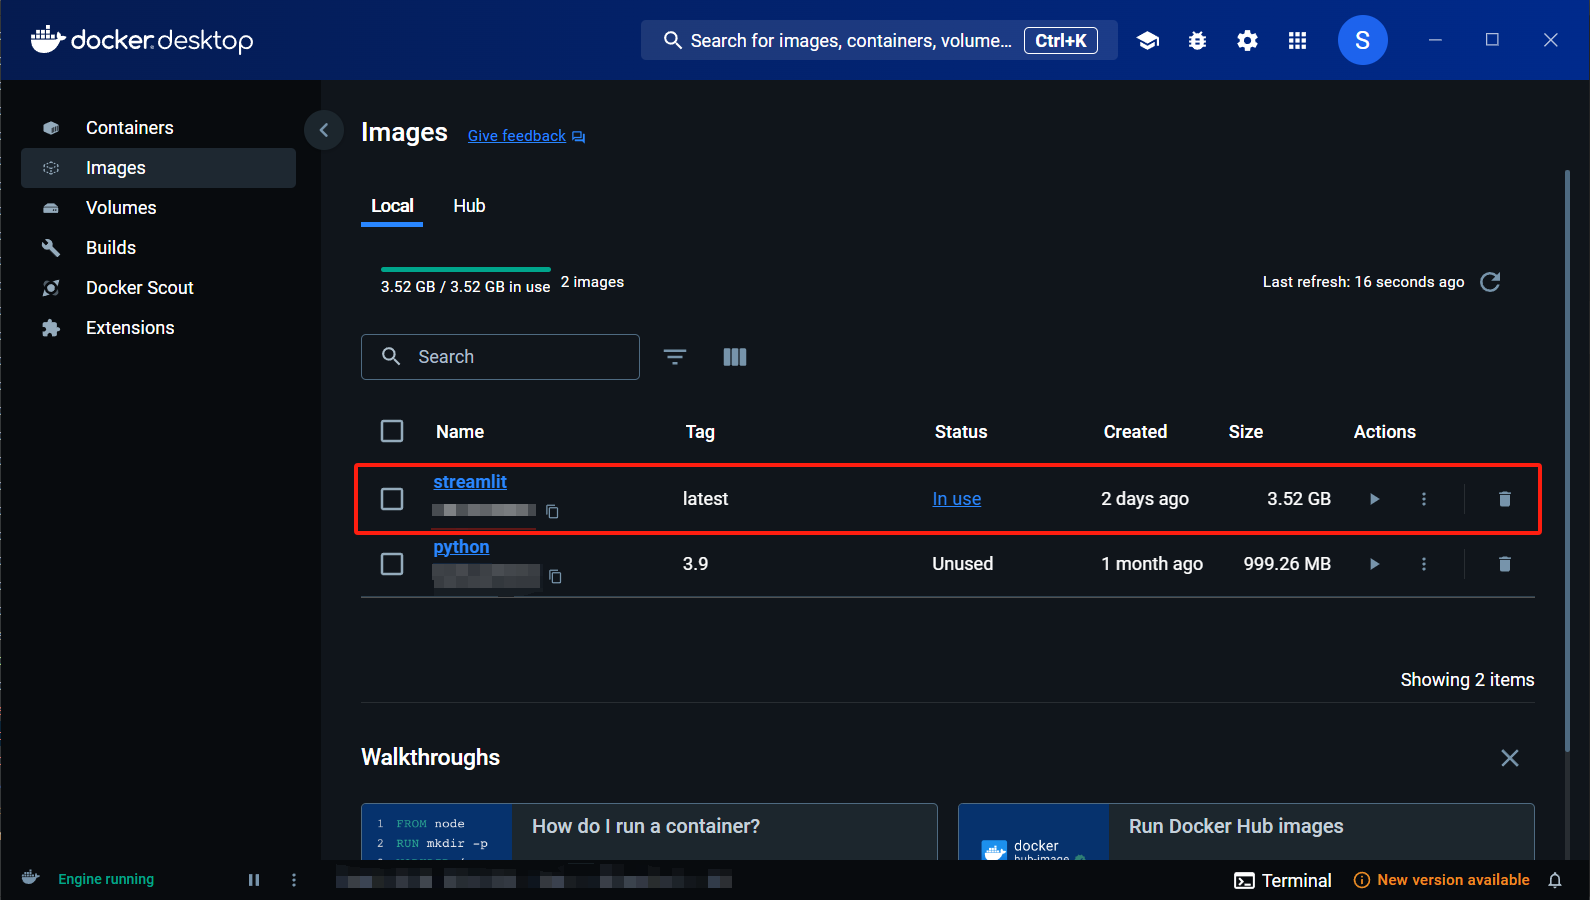 docker.desktop
Search for images, containers, volume... Ctrl+K
S
Containers
Images
Volumes
Builds
Docker Scout
Extensions
Images Give feedback
Local Hub
3.52 GB / 3.52 GB in use 2 images
Last refresh: 16 seconds ago
Search
Name Tag Status Created Size Actions
streamlit
latest In use 2 days ago 3.52 GB
python
3.9 Unused 1 month ago 999.26 MB
Showing 2 items
Walkthroughs
1 FROM node
2 RUN mkdir -p
How do I run a container?
docker
hub-image
Run Docker Hub images
Engine running
Terminal
New version available